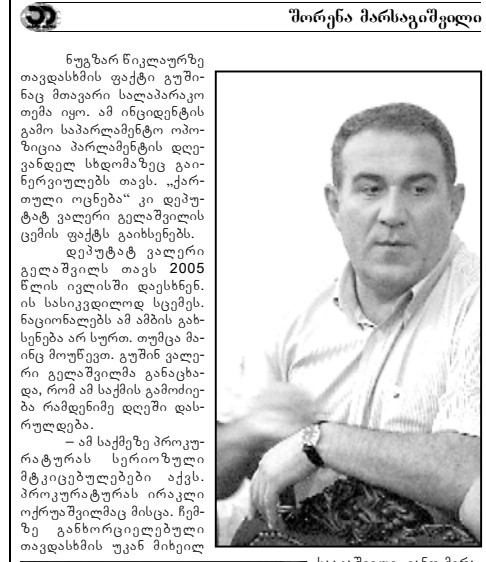 შორენა მარსაგიშვილი
ნუგზარ წიკლაურზე
თავდასხმის ფაქტი გუში-
ნაც მთავარი სალაპარაკო
თემა იყო. ამ ინციდენტის
გამო საპარლამენტო ოპო-
ზიცია პარლამენტის დღე-
ვანდელ სხდომაზეც გაი-
ნერვიულებს თავს. „ქარ-
თული ოცნება“ კი დეპუ-
ტატ ვალერი გელაშვილის
ცემის ფაქტს გაიხსენებს.
დეპუტატ ვალერი
გელაშვილს თავს 2005
წლის ივლისში დაესხნენ.
ის სასიკვდილოდ სცემეს.
ნაციონალებს ამ ამბის გახ-
სენება არ სურთ. თუმცა მა-
ინც მოუწევთ. გუშინ ვალე-
რი გელაშვილმა განაცხა-
და, რომ ამ საქმის გამოძიე-
ბა რამდენიმე დღეში დას-
რულდება.
– ამ საქმეზე პროკუ-
რატურას სერიოზული
მტკიცებულებები აქვს.
პროკურატურას ირაკლი
ოქრუაშვილმაც მისცა. ჩემ-
ზე განხორციელებული
თავდასხმის უკან მიხეილ